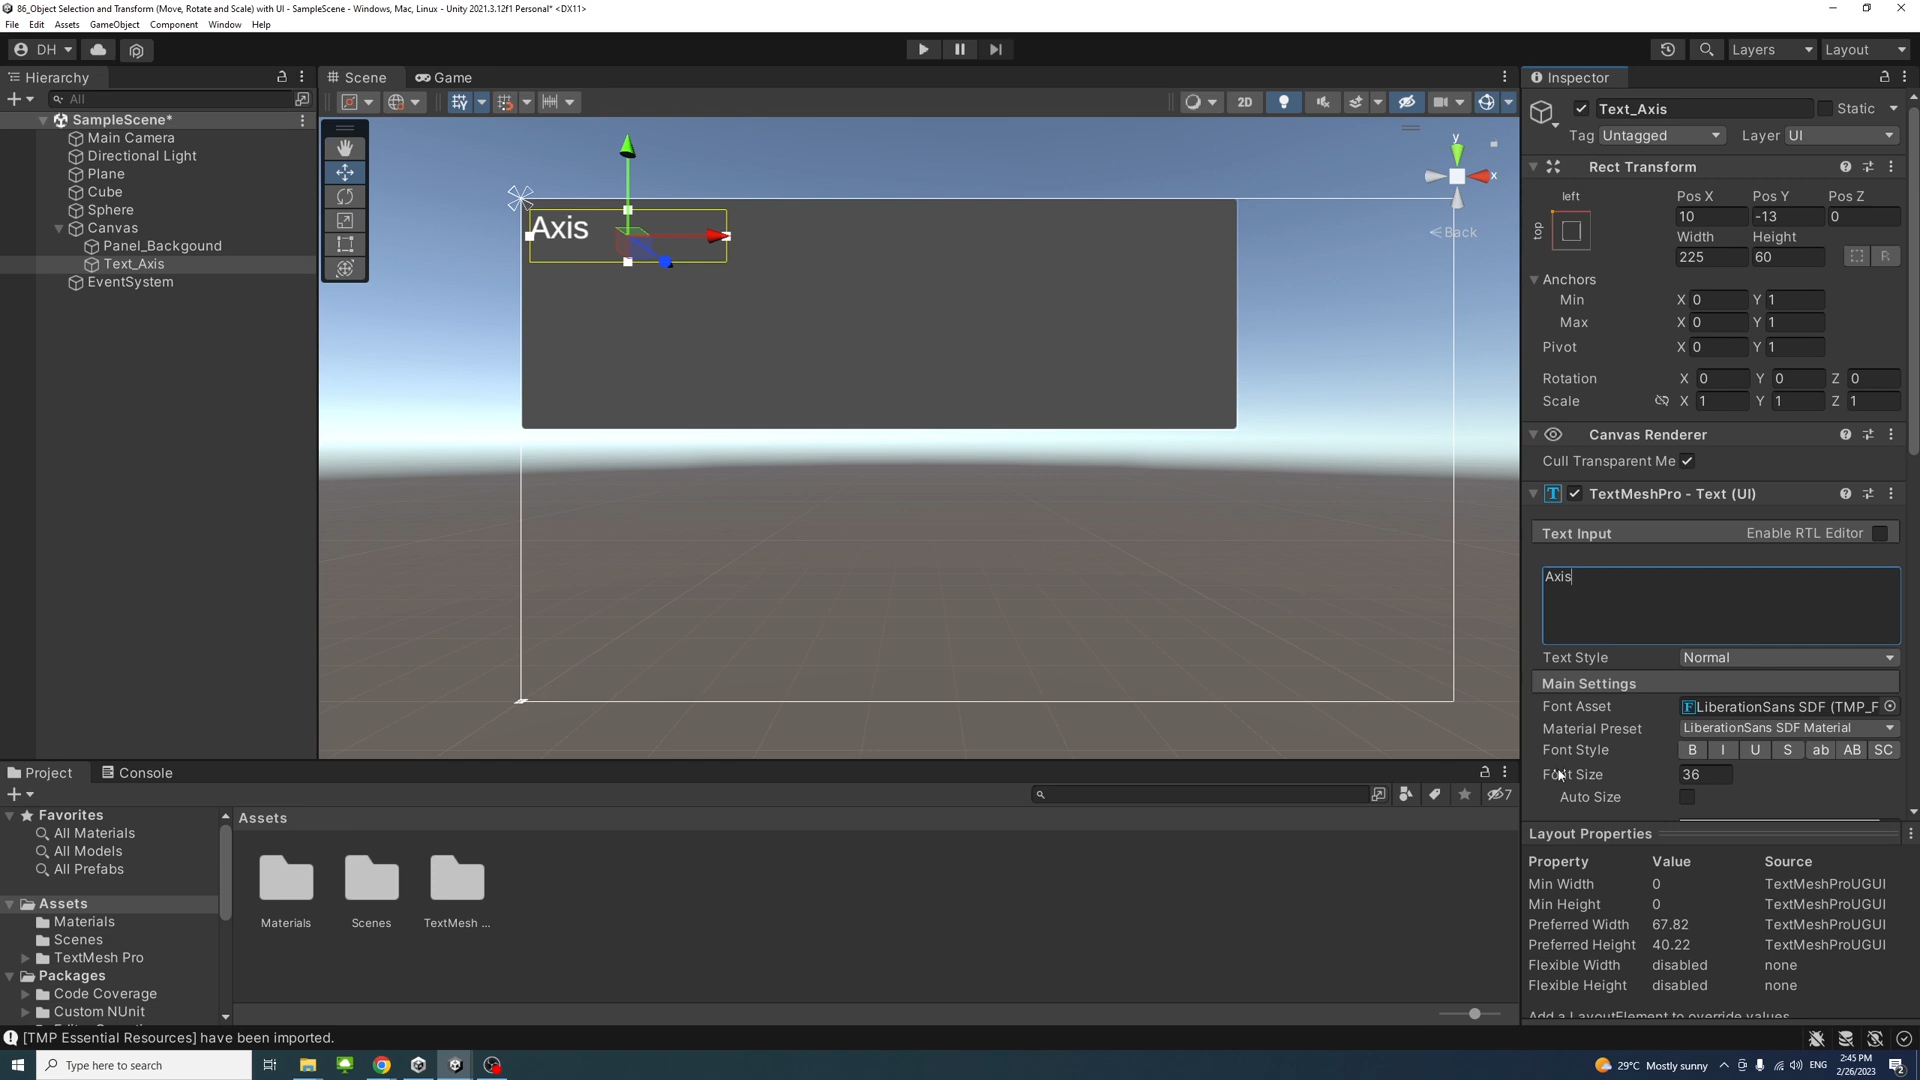 86_Object Selection and Transform (Move, Rotate and Scale) with UI - SampleScene - Windows, Mac, Linux - Unity 2021.3.12f1 Personal* <DX11>
File Edit Assets GameObject Component Window Help
DH Layers Layout
Hierarchy Scene Game Inspector
All 2D Text_Axis Static
SampleScene* Tag Untagged Layer UI
Main Camera
Directional Light Rect Transform
Plane
Cube left Pos X Pos Y Pos Z
Sphere top 10 -13 0
Canvas Width Height
Panel_Backgound 225 60 R
Text_Axis
EventSystem
y
x
Back
Axis
Anchors
Min X 0 Y 1
Max X 0 Y 1
Pivot X 0 Y 1
Rotation X 0 Y 0 Z 0
Scale X 1 Y 1 Z 1
Canvas Renderer
Cull Transparent Me
TextMeshPro - Text (UI)
Text Input Enable RTL Editor
Axis
Text Style Normal
Main Settings
Font Asset F LiberationSans SDF (TMP_F
Material Preset LiberationSans SDF Material
Font Style B I U S ab AB SC
Font Size 36
Auto Size
Layout Properties
Property Value Source
Min Width 0 TextMeshProUGUI
Min Height 0 TextMeshProUGUI
Preferred Width 67.82 TextMeshProUGUI
Preferred Height 40.22 TextMeshProUGUI
Flexible Width disabled none
Flexible Height disabled none
Add a LayoutElement to override values
Project Console
7
Favorites Assets
All Materials
All Models
All Prefabs
Assets
Materials Materials Scenes TextMesh ...
Scenes
TextMesh Pro
Packages
Code Coverage
Custom NUnit
[TMP Essential Resources] have been imported.
Type here to search 29°C Mostly sunny ENG 2:45 PM
2/26/2023 2